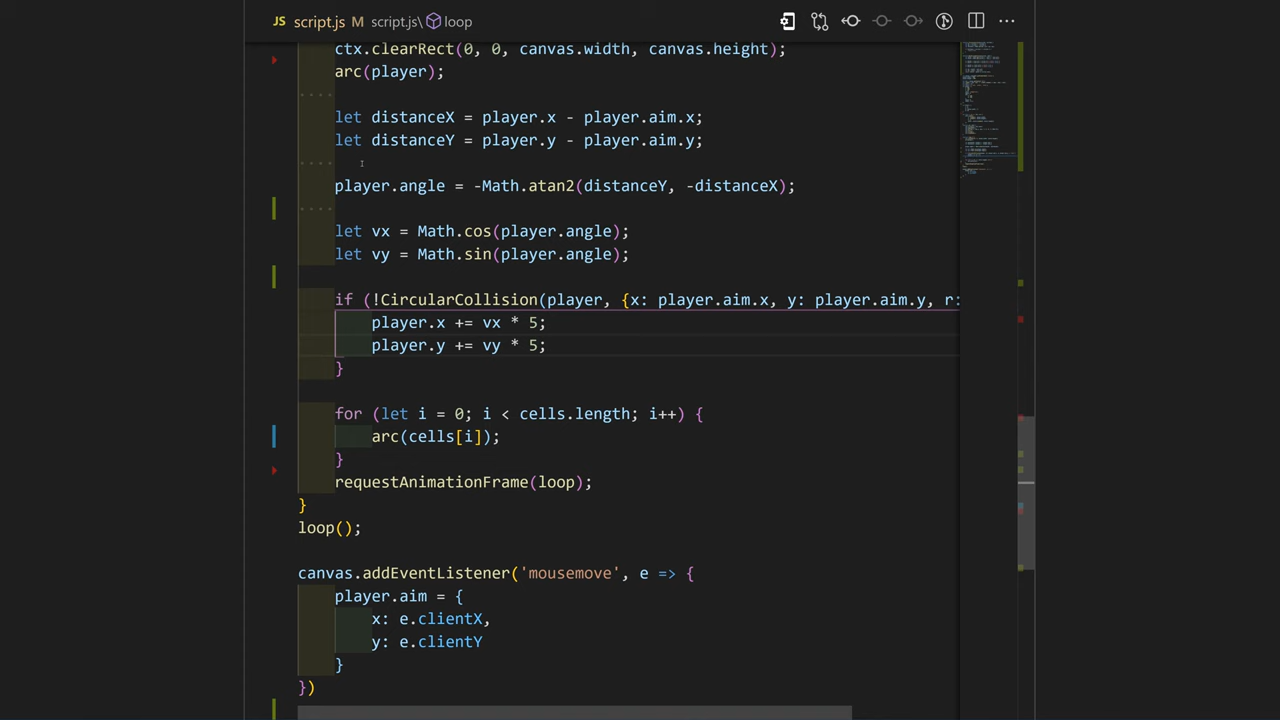 JS script.js M script.js\ loop
ctx.clearRect(0, 0, canvas.width, canvas.height);
arc(player);
let distanceX = player.x - player.aim.x;
let distanceY = player.y - player.aim.y;
player.angle = -Math.atan2(distanceY, -distanceX);
let vx = Math.cos(player.angle);
let vy = Math.sin(player.angle);
if (!CircularCollision(player, {x: player.aim.x, y: player.aim.y, r:
player.x += vx * 5;
player.y += vy * 5;
}
for (let i = 0; i < cells.length; i++) {
arc(cells[i]);
}
requestAnimationFrame(loop);
}
loop();
canvas.addEventListener('mousemove', e => {
player.aim = {
x: e.clientX,
y: e.clientY
}
})